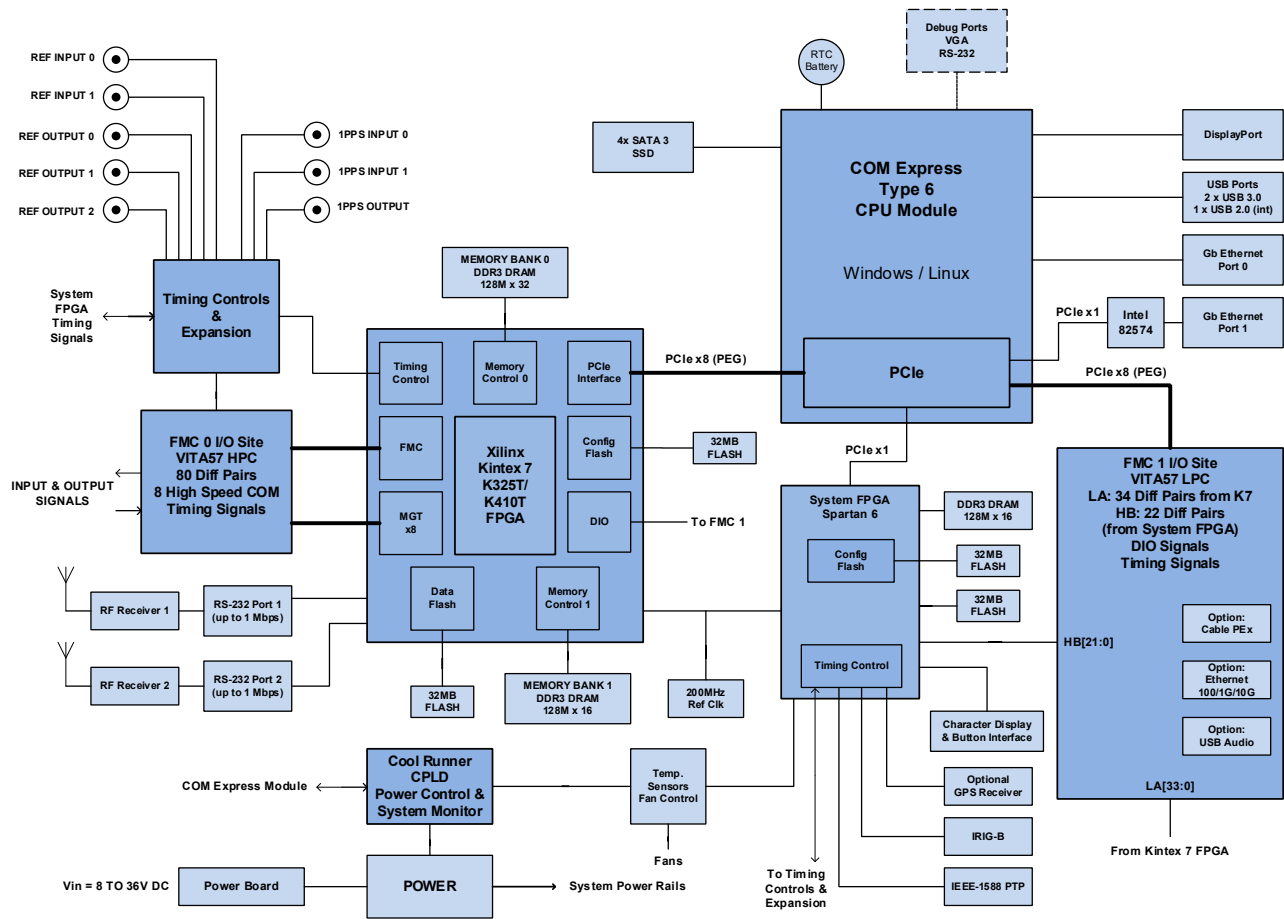 REF INPUT 0
REF INPUT 1
REF OUTPUT 0
REF OUTPUT 1
REF OUTPUT 2
1PPS INPUT 0
1PPS INPUT 1
1PPS OUTPUT
System
FPGA
Timing
Signals
Timing Controls
&
Expansion
FMC 0 I/O Site
VITA57 HPC
80 Diff Pairs
8 High Speed COM
Timing Signals
INPUT & OUTPUT
SIGNALS
RF Receiver 1
RS-232 Port 1
(up to 1 Mbps)
RF Receiver 2
RS-232 Port 2
(up to 1 Mbps)
MEMORY BANK 0
DDR3 DRAM
128M x 32
Timing
Control
Memory
Control 0
PCIe
Interface
FMC
Xilinx
Kintex 7
K325T/
K410T
FPGA
Config
Flash
MGT
x8
DIO
Data
Flash
Memory
Control 1
32MB
FLASH
MEMORY BANK 1
DDR3 DRAM
128M x 16
32MB
FLASH
To FMC 1
200MHz
Ref Clk
PCIe x8 (PEG)
RTC
Battery
Debug Ports
VGA
RS-232
4x SATA 3
SSD
COM Express
Type 6
CPU Module
Windows / Linux
PCIe
DisplayPort
USB Ports
2 x USB 3.0
1 x USB 2.0 (int)
Gb Ethernet
Port 0
PCIe x1
Intel
82574
Gb Ethernet
Port 1
PCIe x8 (PEG)
PCIe x1
System FPGA
Spartan 6
Config
Flash
Timing Control
DDR3 DRAM
128M x 16
32MB
FLASH
32MB
FLASH
Character Display
& Button Interface
Optional
GPS Receiver
IRIG-B
IEEE-1588 PTP
To Timing
Controls &
Expansion
FMC 1 I/O Site
VITA57 LPC
LA: 34 Diff Pairs from K7
HB: 22 Diff Pairs
(from System FPGA)
DIO Signals
Timing Signals
HB[21:0]
Option:
Cable PEx
Option:
Ethernet
100/1G/10G
Option:
USB Audio
LA[33:0]
From Kintex 7 FPGA
COM Express Module
Cool Runner
CPLD
Power Control &
System Monitor
Temp.
Sensors
Fan Control
Fans
Vin = 8 TO 36V DC
Power Board
POWER
System Power Rails